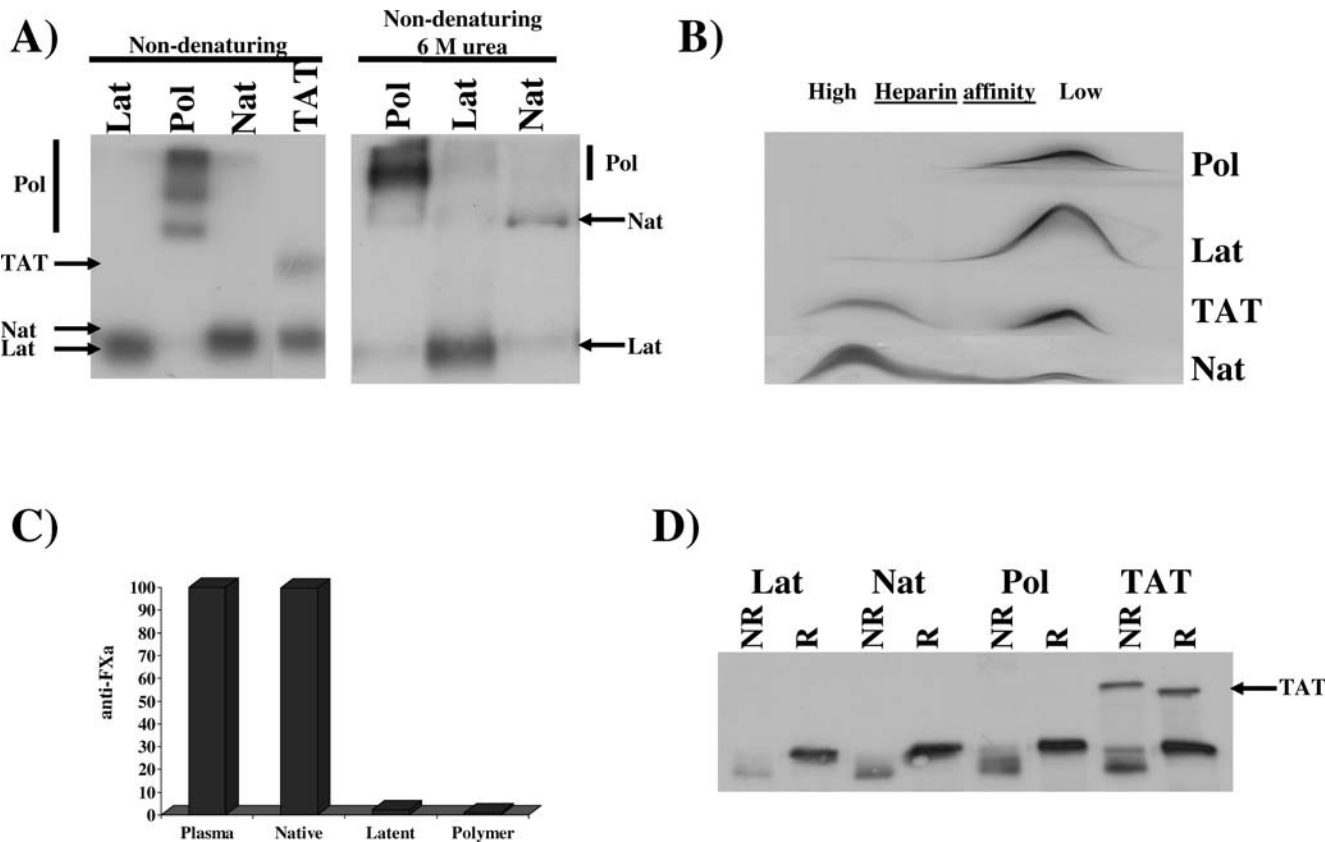 A)
Non-denaturing
Lat
Pol
Nat
TAT
Pol
TAT
Nat
Lat
Non-denaturing
6 M urea
Pol
Lat
Nat
Pol
Nat
Lat
B)
High Heparin affinity Low
Pol
Lat
TAT
Nat
C)
anti-FXa
100
90
80
70
60
50
40
30
20
10
0
Plasma Native Latent Polymer
D)
Lat Nat Pol TAT
NR R NR R NR R NR R
TAT